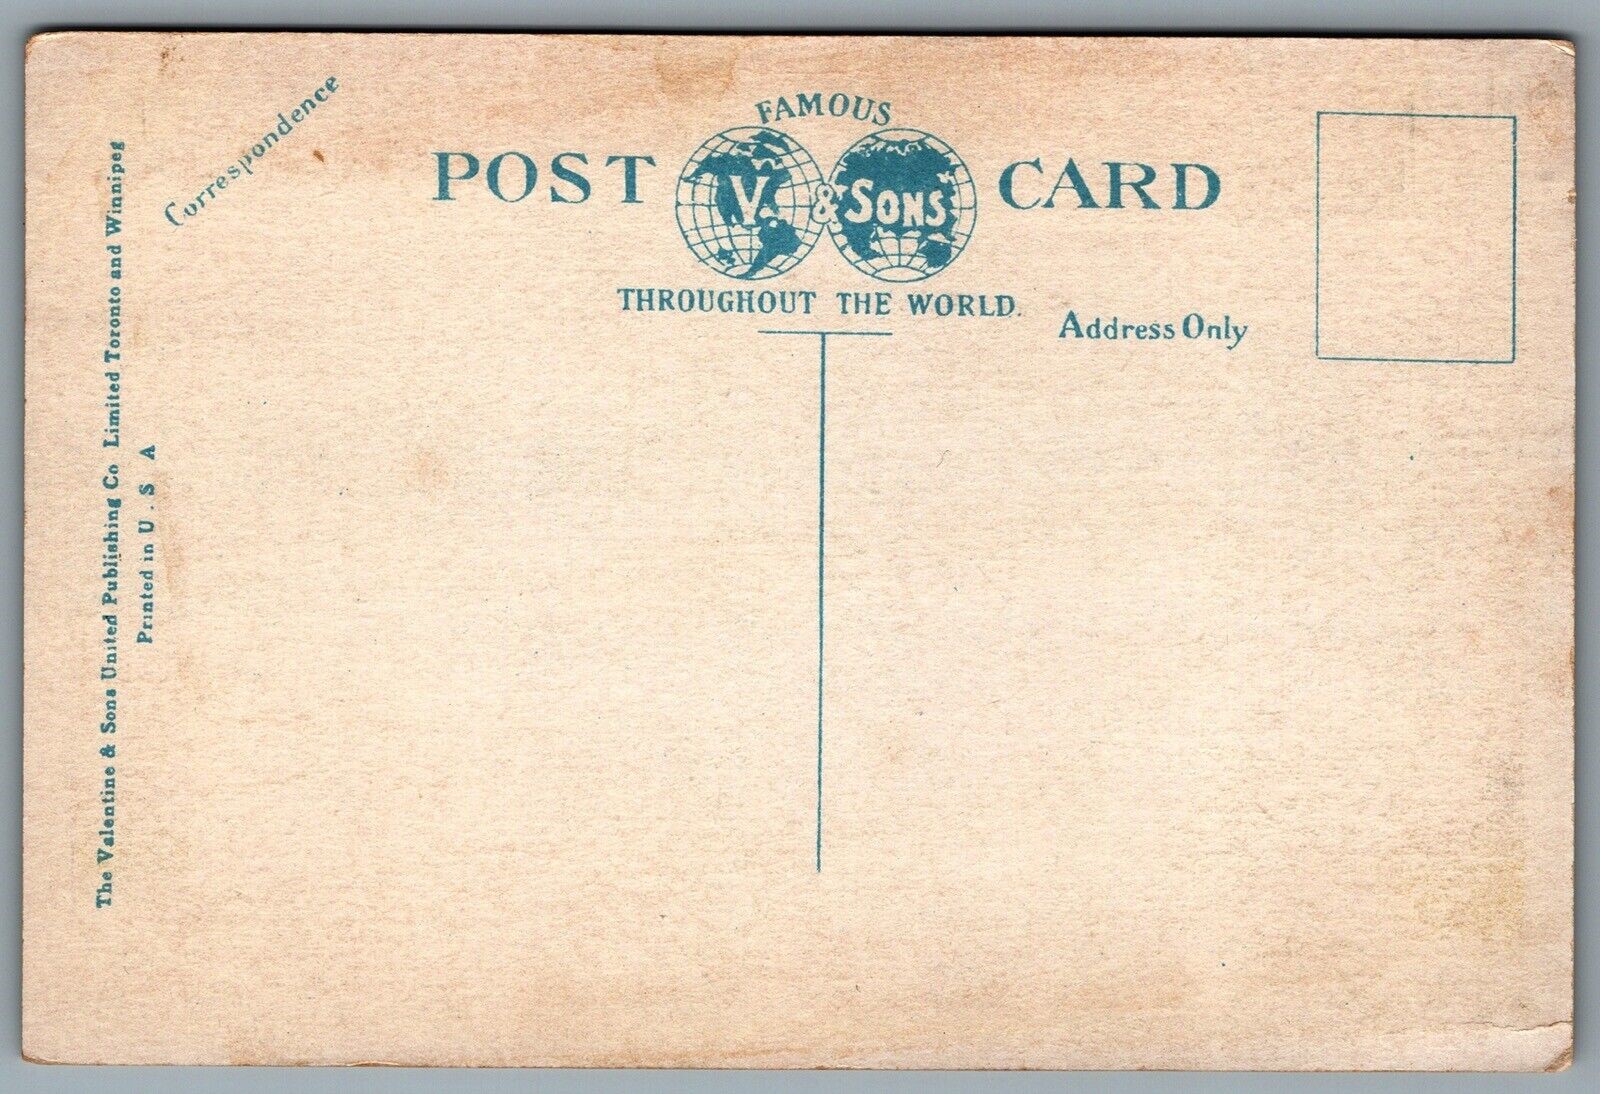 Correspondence
FAMOUS
POST CARD
V. & SONS
THROUGHOUT THE WORLD.
Address Only
The Valentine & Sons United Publishing Co Limited Toronto and Winnipeg
Printed in U. S A